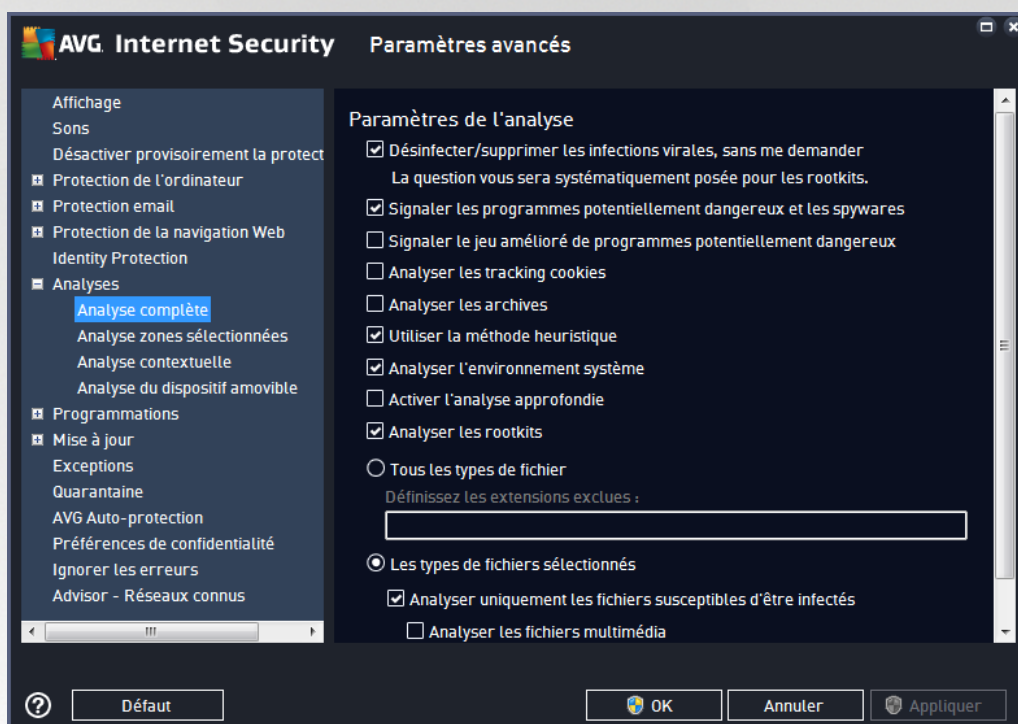 AVG. Internet Security Paramètres avancés
Affichage
Sons
Désactiver provisoirement la protect
Protection de l'ordinateur
Protection email
Protection de la navigation Web
Identity Protection
Analyses
Analyse complète
Analyse zones sélectionnées
Analyse contextuelle
Analyse du dispositif amovible
Programmations
Mise à jour
Exceptions
Quarantaine
AVG Auto-protection
Préférences de confidentialité
Ignorer les erreurs
Advisor - Réseaux connus
Paramètres de l'analyse
Désinfecter/supprimer les infections virales, sans me demander
La question vous sera systématiquement posée pour les rootkits.
Signaler les programmes potentiellement dangereux et les spywares
Signaler le jeu amélioré de programmes potentiellement dangereux
Analyser les tracking cookies
Analyser les archives
Utiliser la méthode heuristique
Analyser l'environnement système
Activer l'analyse approfondie
Analyser les rootkits
Tous les types de fichier
Définissez les extensions exclues :
Les types de fichiers sélectionnés
Analyser uniquement les fichiers susceptibles d'être infectés
Analyser les fichiers multimédia
? Défaut OK Annuler Appliquer